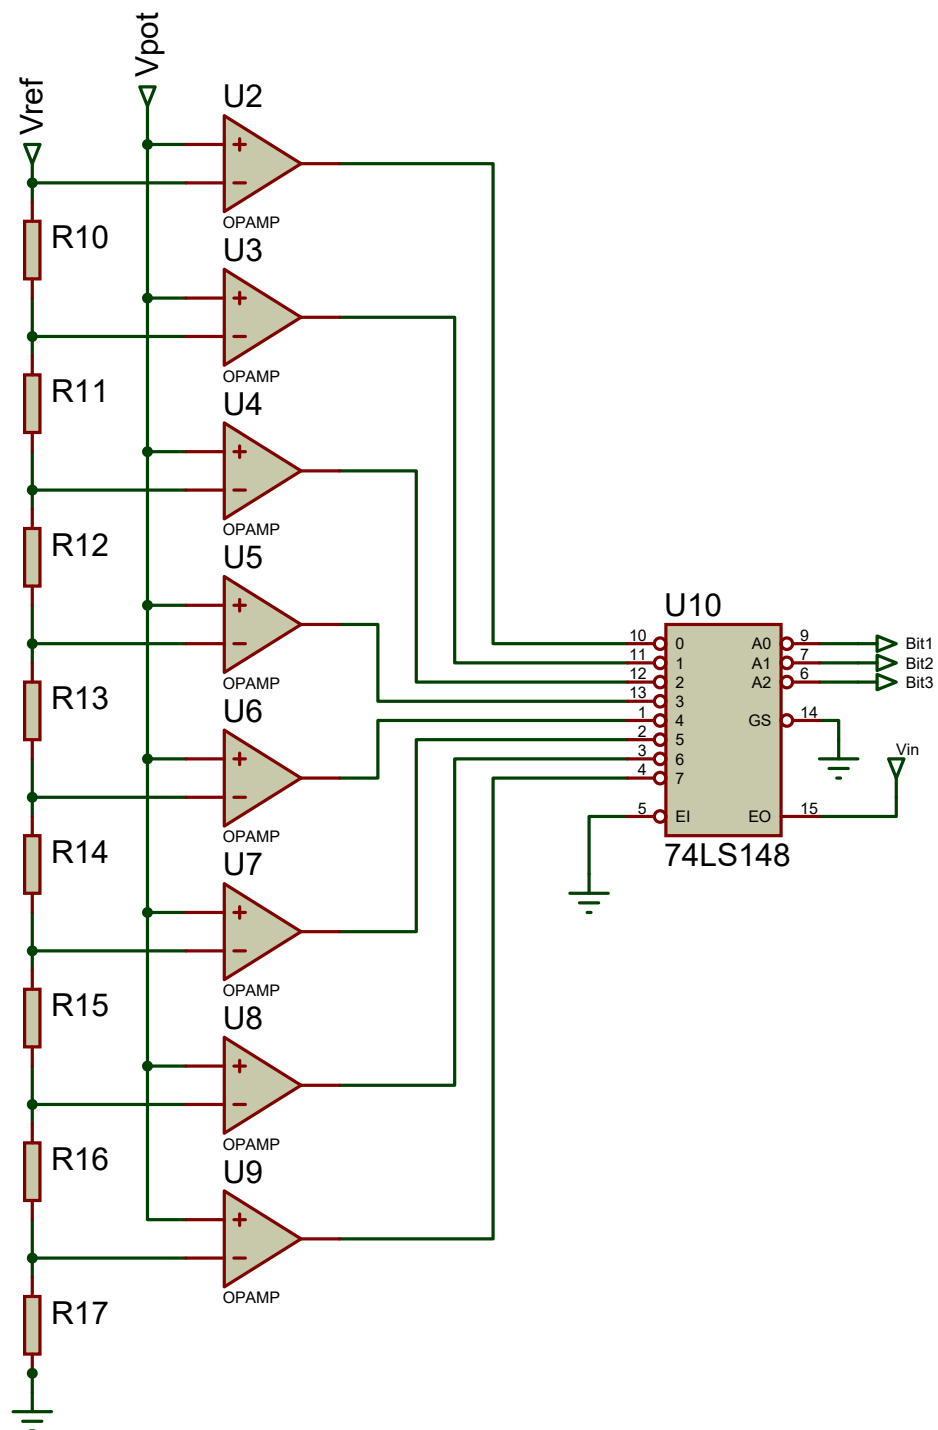 Vref
Vpot
U2
+
−
OPAMP
R10
U3
+
−
OPAMP
R11
U4
+
−
OPAMP
R12
U5
+
−
OPAMP
R13
U6
+
−
OPAMP
R14
U7
+
−
OPAMP
R15
U8
+
−
OPAMP
R16
U9
+
−
OPAMP
R17
U10
10 0 A0 9 Bit1
11 1 A1 7 Bit2
12 2 A2 6 Bit3
13 3
1 4 GS 14
2 5
3 6
4 7
Vin
5 EI EO 15
74LS148